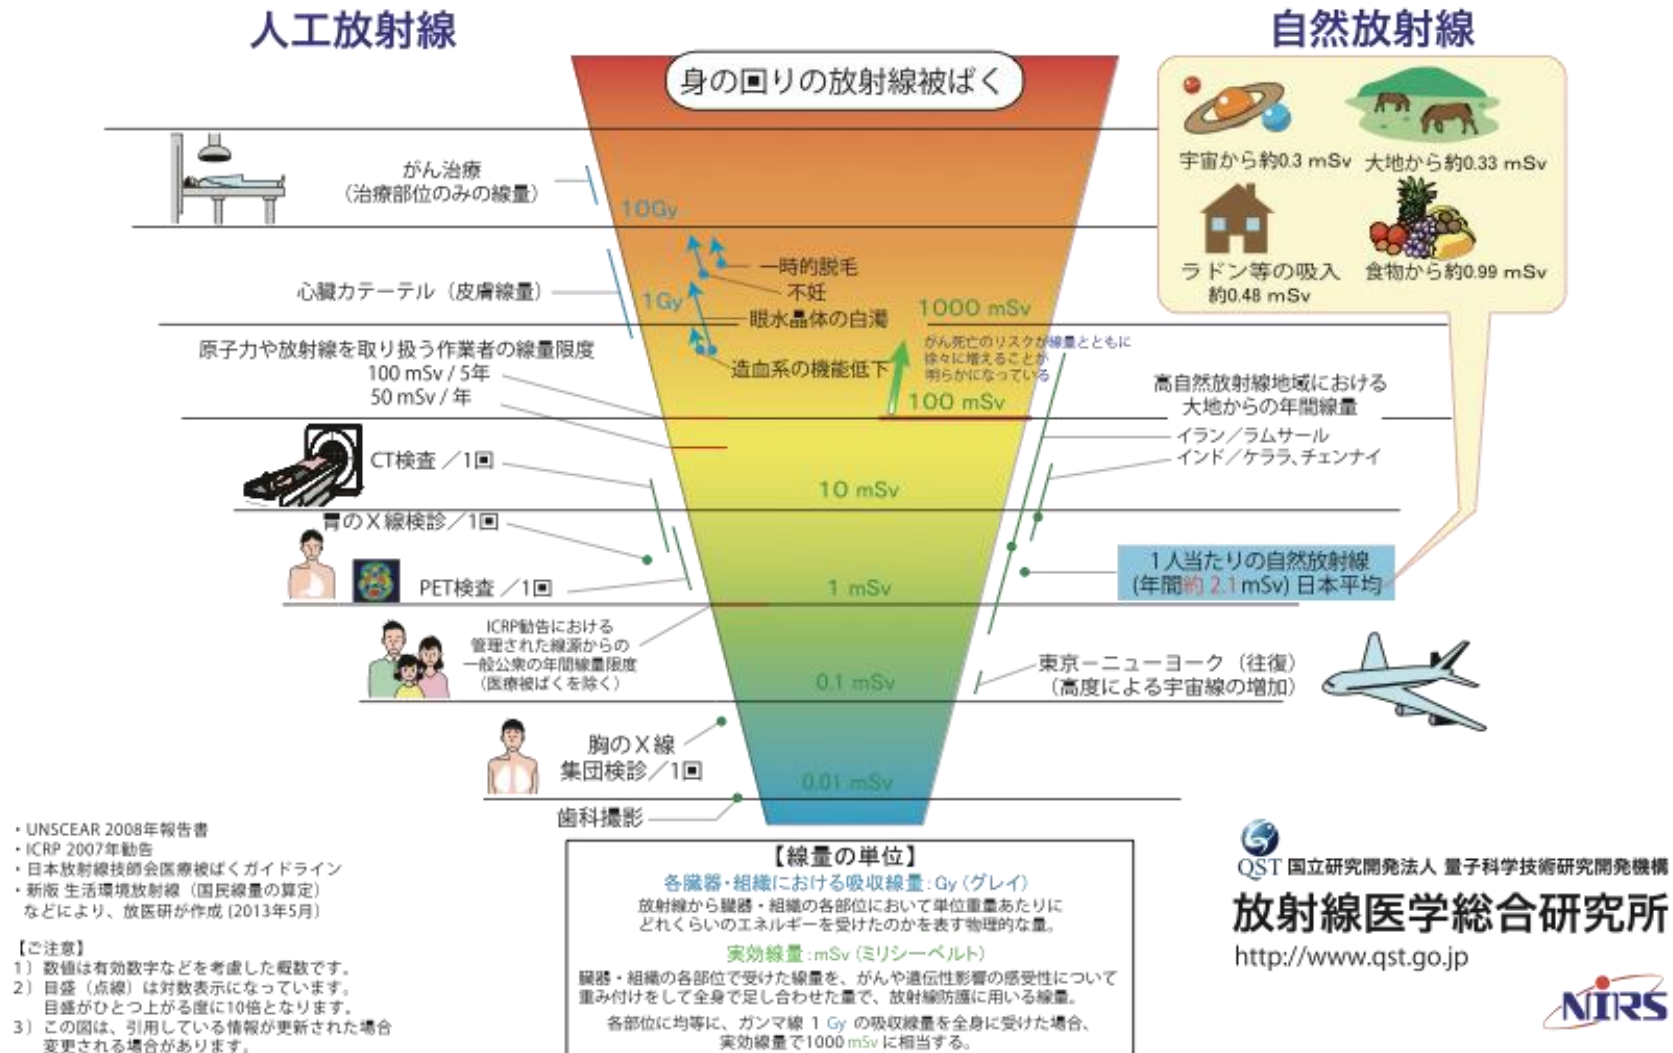 人工放射線
自然放射線
身の回りの放射線被ばく
がん治療
（治療部位のみの線量）
10Gy
一時的脱毛
不妊
心臓カテーテル（皮膚線量）
1Gy
眼水晶体の白濁
造血系の機能低下
1000 mSv
がん死亡のリスクが線量とともに
徐々に増えることが
明らかになっている
100 mSv
原子力や放射線を取り扱う作業者の線量限度
100 mSv / 5年
50 mSv / 年
CT検査 ／1回
胃のＸ線検診／1回
PET検査 ／1回
10 mSv
1 mSv
ICRP勧告における
管理された線源からの
一般公衆の年間線量限度
（医療被ばくを除く）
0.1 mSv
胸のＸ線
集団検診／1回
0.01 mSv
歯科撮影
宇宙から約0.3 mSv
大地から約0.33 mSv
ラドン等の吸入
約0.48 mSv
食物から約0.99 mSv
高自然放射線地域における
大地からの年間線量
イラン／ラムサール
インド／ケララ、チェンナイ
1人当たりの自然放射線
(年間約 2.1mSv) 日本平均
東京－ニューヨーク（往復）
（高度による宇宙線の増加）
・UNSCEAR 2008年報告書
・ICRP 2007年勧告
・日本放射線技師会医療被ばくガイドライン
・新版 生活環境放射線（国民線量の算定）
などにより、放医研が作成 (2013年5月)
【ご注意】
1）数値は有効数字などを考慮した概数です。
2）目盛（点線）は対数表示になっています。
目盛がひとつ上がる度に10倍となります。
3）この図は、引用している情報が更新された場合
変更される場合があります。
【線量の単位】
各臓器・組織における吸収線量：Gy（グレイ）
放射線から臓器・組織の各部位において単位重量あたりに
どれくらいのエネルギーを受けたのかを表す物理的な量。
実効線量：mSv（ミリシーベルト）
臓器・組織の各部位で受けた線量を、がんや遺伝性影響の感受性について
重み付けをして全身で足し合わせた量で、放射線防護に用いる線量。
各部位に均等に、ガンマ線 1 Gy の吸収線量を全身に受けた場合、
実効線量で1000 mSv に相当する。
QST 国立研究開発法人 量子科学技術研究開発機構
放射線医学総合研究所
http://www.qst.go.jp
NIRS